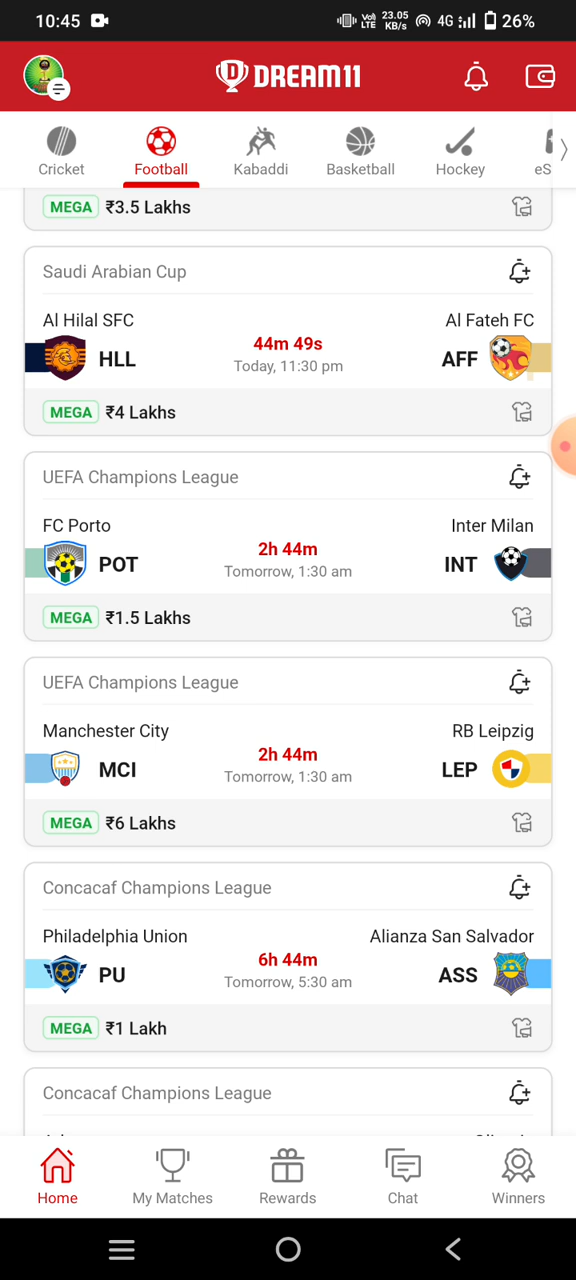 10:45
Vo)) LTE
23.05 KB/s
4G
26%
DREAM11
Cricket
Football
Kabaddi
Basketball
Hockey
eS
MEGA ₹3.5 Lakhs
Saudi Arabian Cup
Al Hilal SFC
Al Fateh FC
HLL
44m 49s
AFF
Today, 11:30 pm
MEGA ₹4 Lakhs
UEFA Champions League
FC Porto
Inter Milan
POT
2h 44m
INT
Tomorrow, 1:30 am
MEGA ₹1.5 Lakhs
UEFA Champions League
Manchester City
RB Leipzig
MCI
2h 44m
LEP
Tomorrow, 1:30 am
MEGA ₹6 Lakhs
Concacaf Champions League
Philadelphia Union
Alianza San Salvador
PU
6h 44m
ASS
Tomorrow, 5:30 am
MEGA ₹1 Lakh
Concacaf Champions League
Home
My Matches
Rewards
Chat
Winners